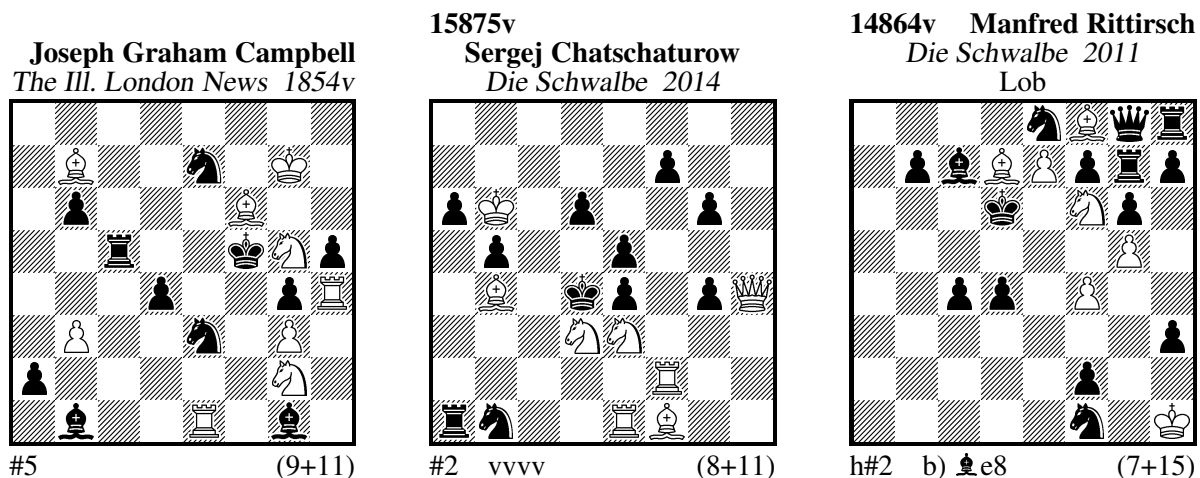 Joseph Graham Campbell
The Ill. London News 1854v
#5 (9+11)
15875v
Sergej Chatschaturow
Die Schwalbe 2014
#2 vvvv (8+11)
14864v Manfred Rittirsch
Die Schwalbe 2011
Lob
h#2 b) ♝e8 (7+15)